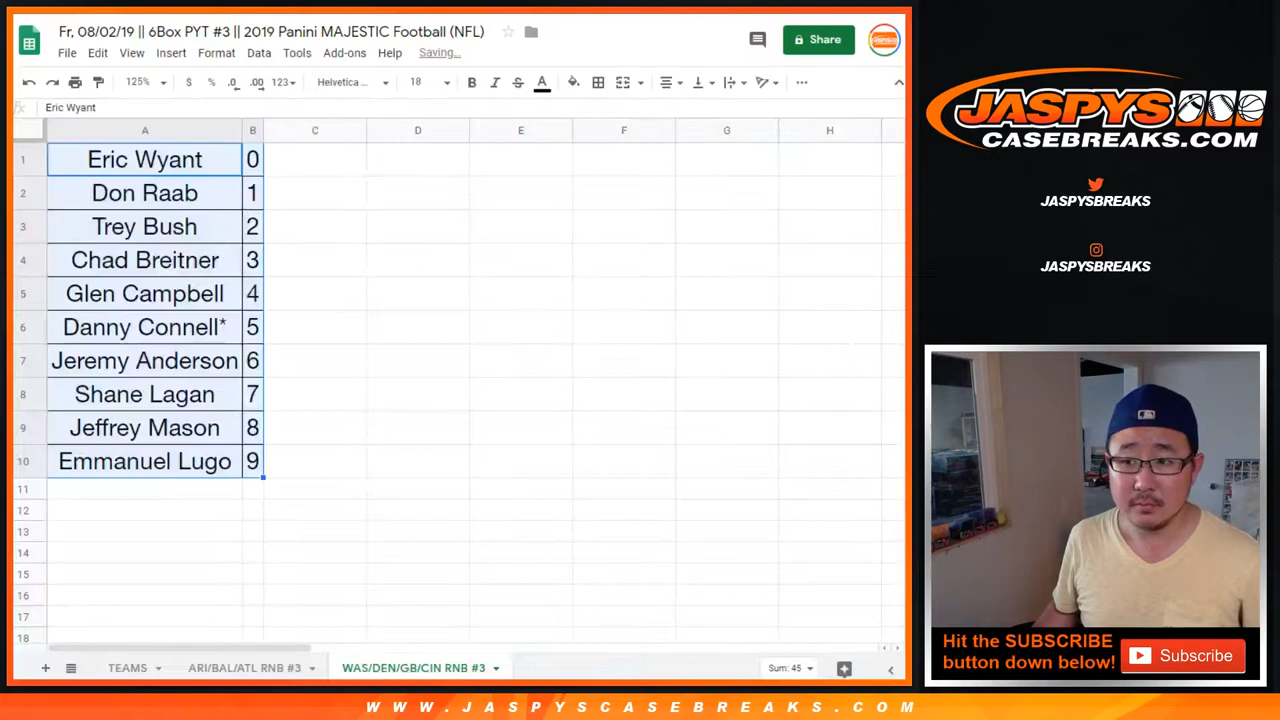 Fr, 08/02/19 || 6Box PYT #3 || 2019 Panini MAJESTIC Football (NFL)
File Edit View Insert Format Data Tools Add-ons Help Saving...
Share
125% $ % .0 .00 123 Helvetica ... 18 B I S A
fx Eric Wyant
A B C D E F G H
1 Eric Wyant 0
2 Don Raab 1
3 Trey Bush 2
4 Chad Breitner 3
5 Glen Campbell 4
6 Danny Connell* 5
7 Jeremy Anderson 6
8 Shane Lagan 7
9 Jeffrey Mason 8
10 Emmanuel Lugo 9
11
12
13
14
15
16
17
18
TEAMS ARI/BAL/ATL RNB #3 WAS/DEN/GB/CIN RNB #3 Sum: 45
JASPYS
CASEBREAKS.COM
JASPYSBREAKS
JASPYSBREAKS
Hit the SUBSCRIBE
button down below!
Subscribe
WWW.JASPYSCASEBREAKS.COM